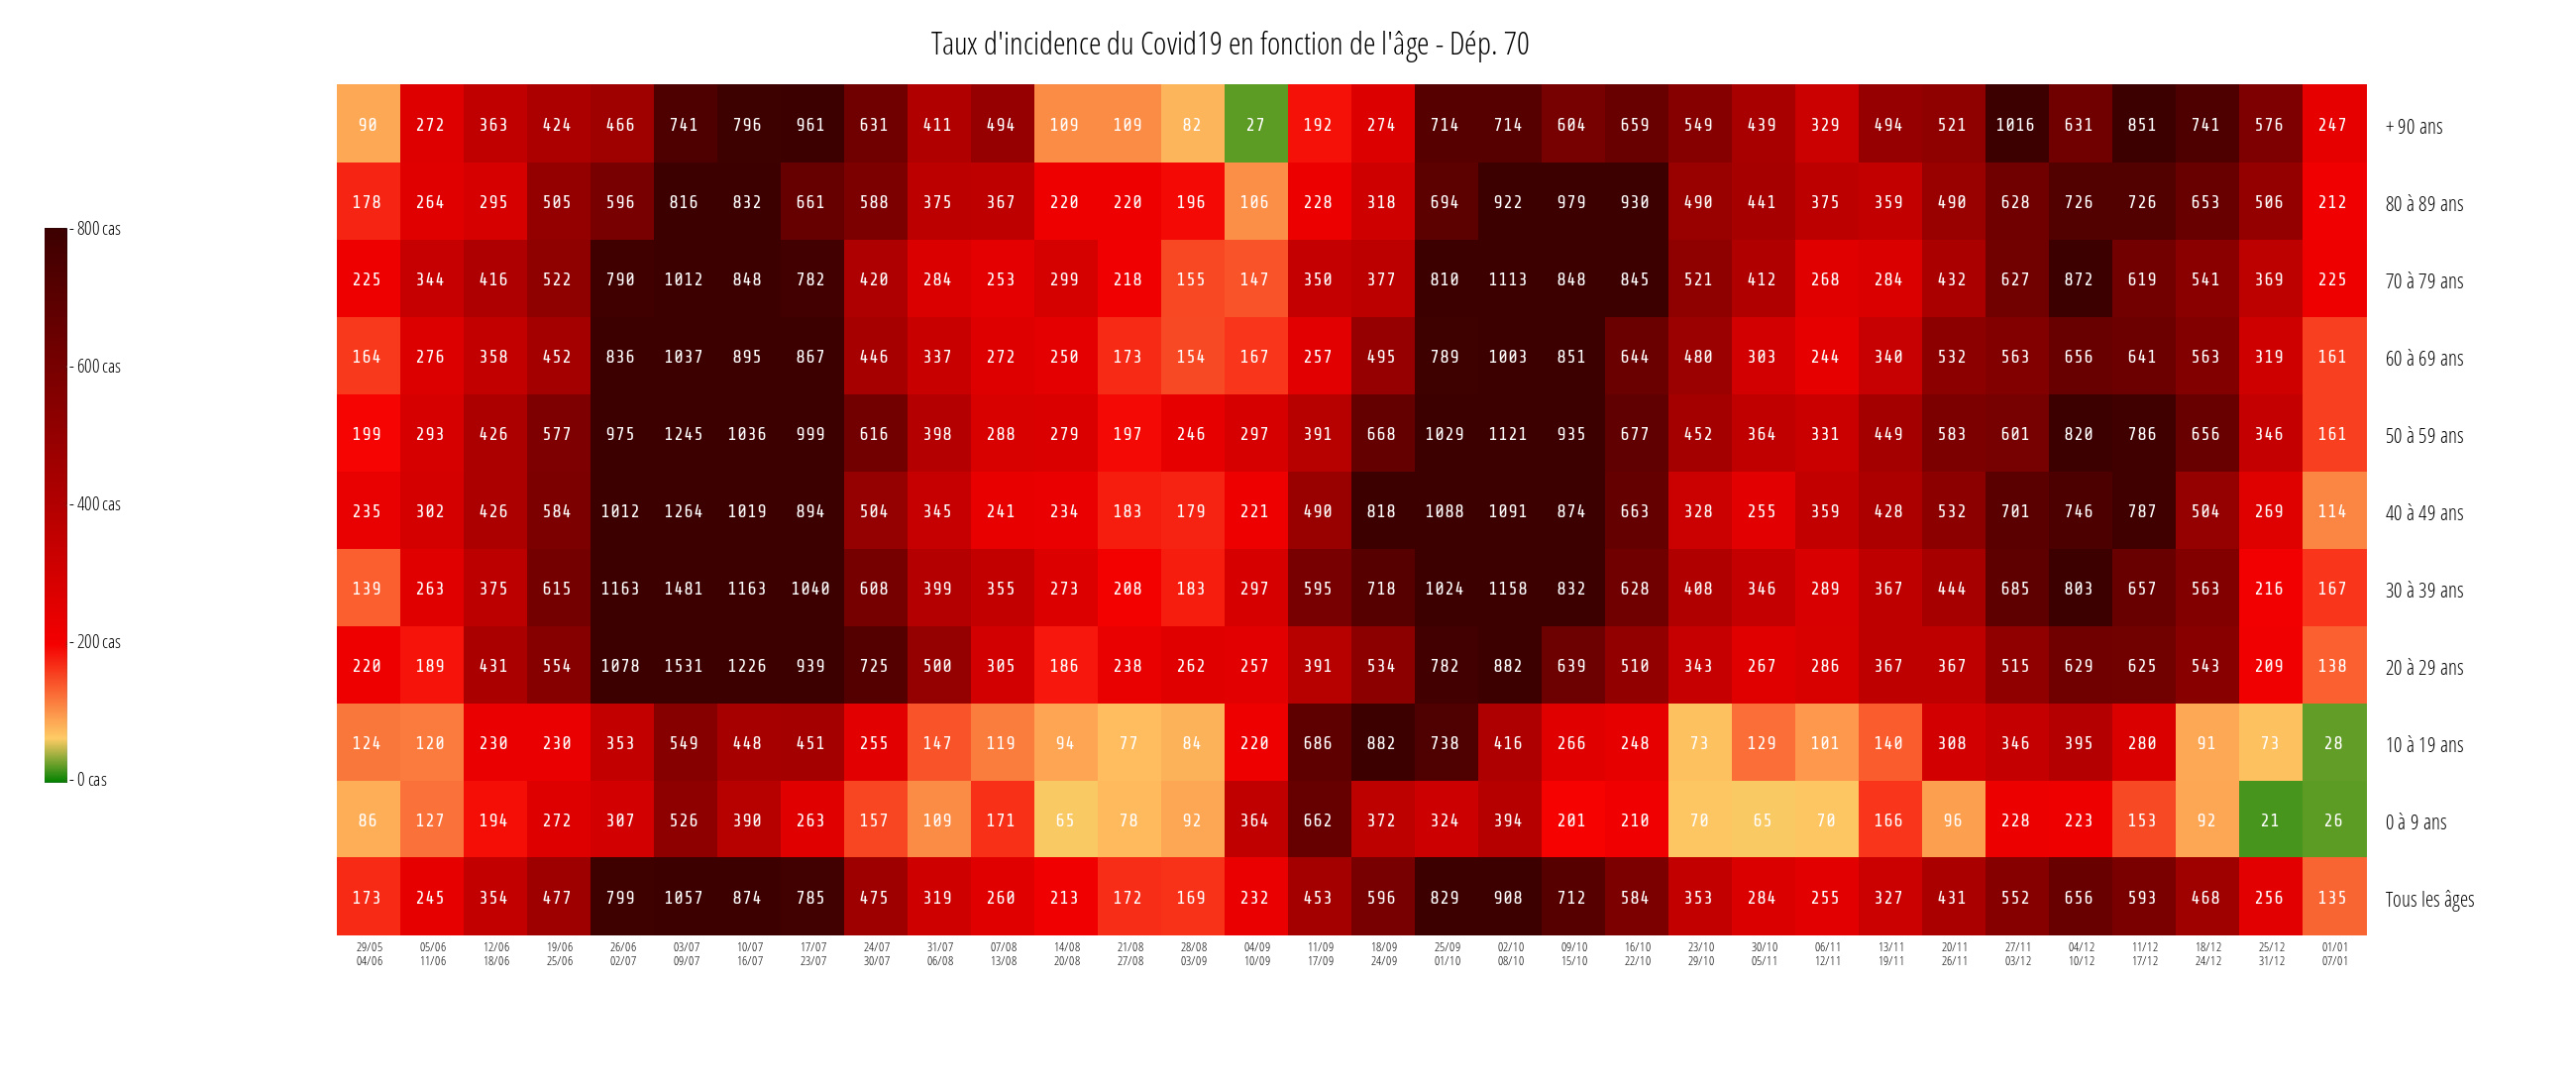 Taux d'incidence du Covid19 en fonction de l'âge - Dép. 70
- 800 cas
- 600 cas
- 400 cas
- 200 cas
- 0 cas
90 272 363 424 466 741 796 961 631 411 494 109 109 82 27 192 274 714 714 604 659 549 439 329 494 521 1016 631 851 741 576 247 + 90 ans
178 264 295 505 596 816 832 661 588 375 367 220 220 196 106 228 318 694 922 979 930 490 441 375 359 490 628 726 726 653 506 212 80 à 89 ans
225 344 416 522 790 1012 848 782 420 284 253 299 218 155 147 350 377 810 1113 848 845 521 412 268 284 432 627 872 619 541 369 225 70 à 79 ans
164 276 358 452 836 1037 895 867 446 337 272 250 173 154 167 257 495 789 1003 851 644 480 303 244 340 532 563 656 641 563 319 161 60 à 69 ans
199 293 426 577 975 1245 1036 999 616 398 288 279 197 246 297 391 668 1029 1121 935 677 452 364 331 449 583 601 820 786 656 346 161 50 à 59 ans
235 302 426 584 1012 1264 1019 894 504 345 241 234 183 179 221 490 818 1088 1091 874 663 328 255 359 428 532 701 746 787 504 269 114 40 à 49 ans
139 263 375 615 1163 1481 1163 1040 608 399 355 273 208 183 297 595 718 1024 1158 832 628 408 346 289 367 444 685 803 657 563 216 167 30 à 39 ans
220 189 431 554 1078 1531 1226 939 725 500 305 186 238 262 257 391 534 782 882 639 510 343 267 286 367 367 515 629 625 543 209 138 20 à 29 ans
124 120 230 230 353 549 448 451 255 147 119 94 77 84 220 686 882 738 416 266 248 73 129 101 140 308 346 395 280 91 73 28 10 à 19 ans
86 127 194 272 307 526 390 263 157 109 171 65 78 92 364 662 372 324 394 201 210 70 65 70 166 96 228 223 153 92 21 26 0 à 9 ans
173 245 354 477 799 1057 874 785 475 319 260 213 172 169 232 453 596 829 908 712 584 353 284 255 327 431 552 656 593 468 256 135 Tous les âges
29/05 05/06 12/06 19/06 26/06 03/07 10/07 17/07 24/07 31/07 07/08 14/08 21/08 28/08 04/09 11/09 18/09 25/09 02/10 09/10 16/10 23/10 30/10 06/11 13/11 20/11 27/11 04/12 11/12 18/12 25/12 01/01
04/06 11/06 18/06 25/06 02/07 09/07 16/07 23/07 30/07 06/08 13/08 20/08 27/08 03/09 10/09 17/09 24/09 01/10 08/10 15/10 22/10 29/10 05/11 12/11 19/11 26/11 03/12 10/12 17/12 24/12 31/12 07/01